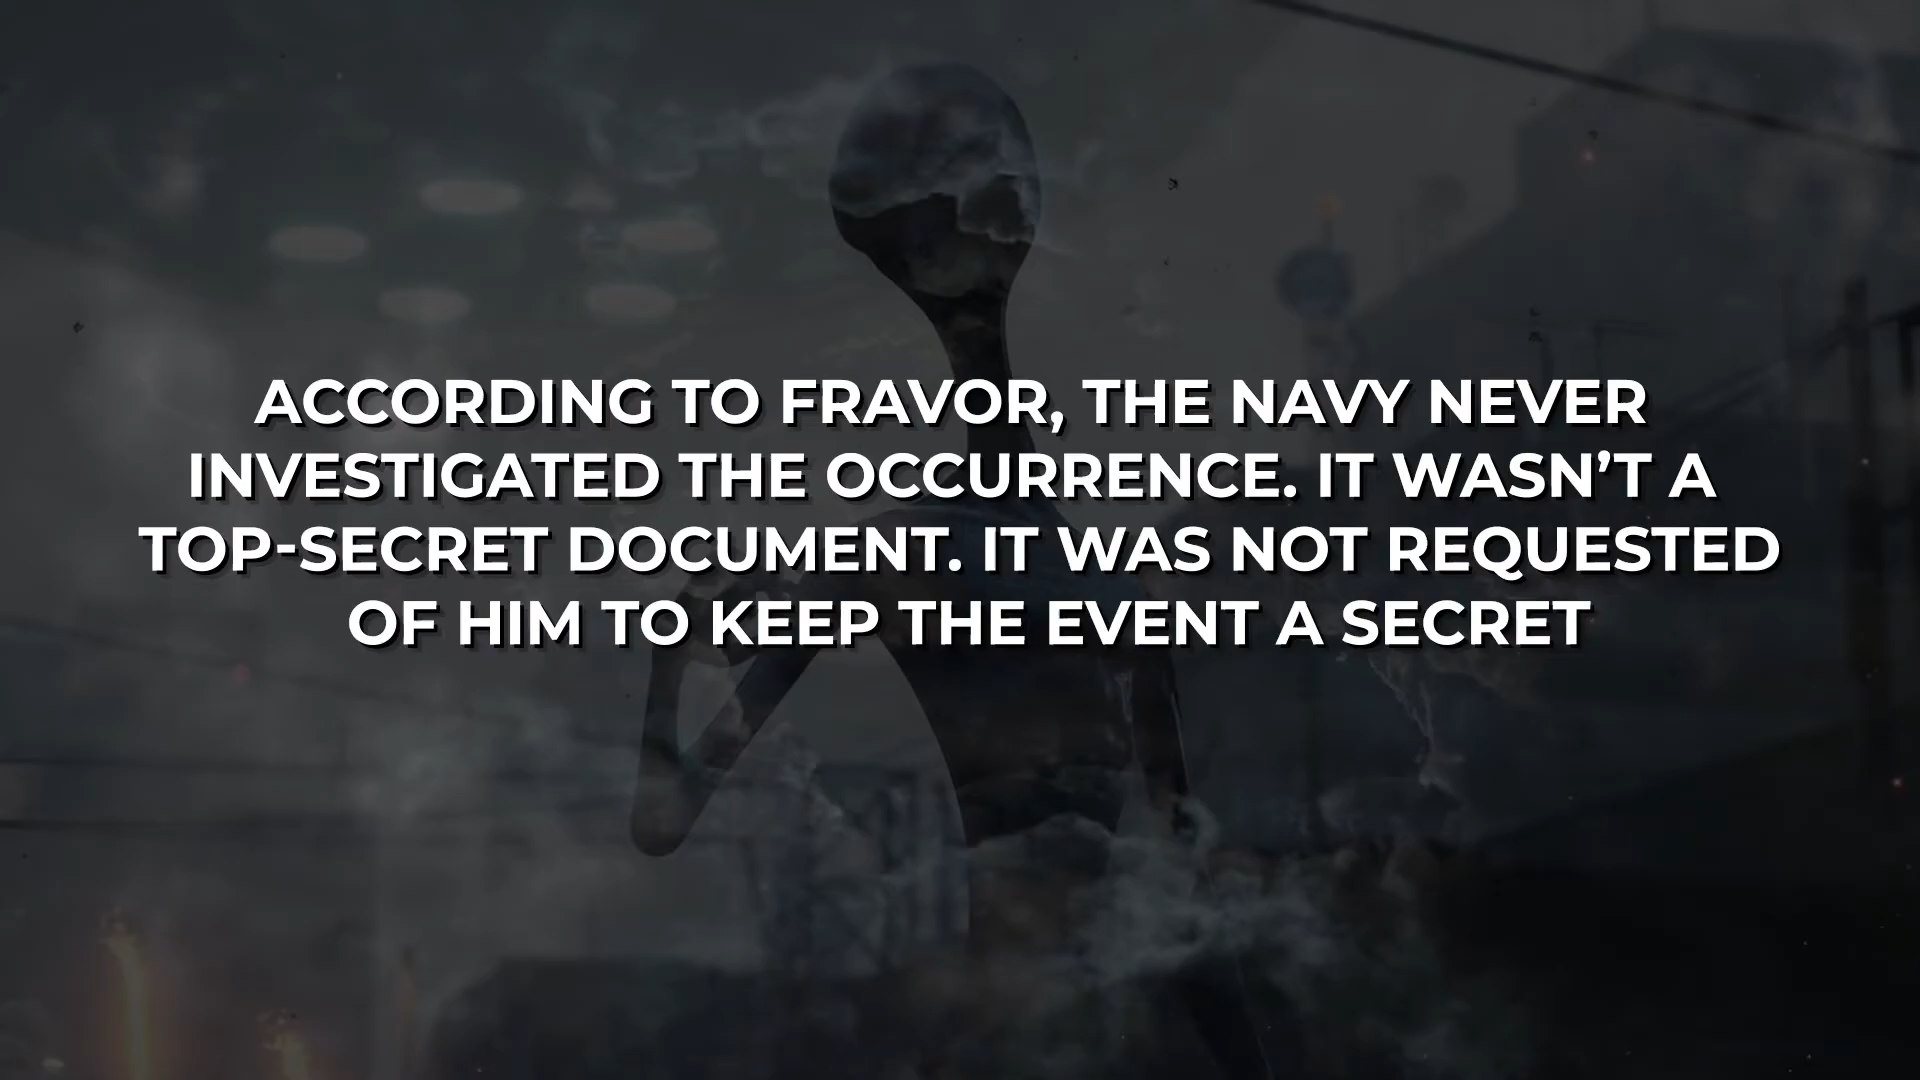 ACCORDING TO FRAVOR, THE NAVY NEVER
INVESTIGATED THE OCCURRENCE. IT WASN’T A
TOP-SECRET DOCUMENT. IT WAS NOT REQUESTED
OF HIM TO KEEP THE EVENT A SECRET